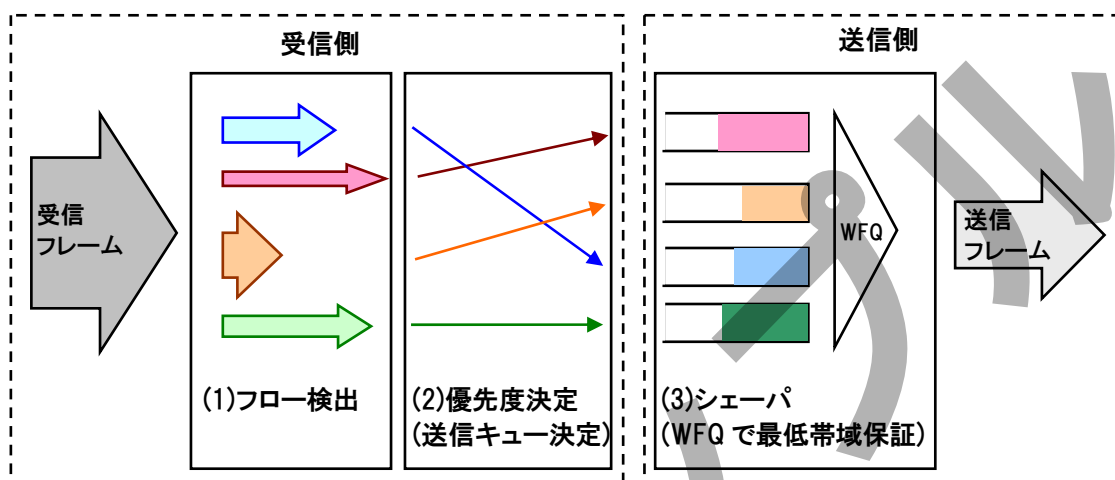 受信側
送信側
受信
フレーム
WFQ
送信
フレーム
(1)フロー検出
(2)優先度決定
(送信キュー決定)
(3)シェーパ
(WFQ で最低帯域保証)